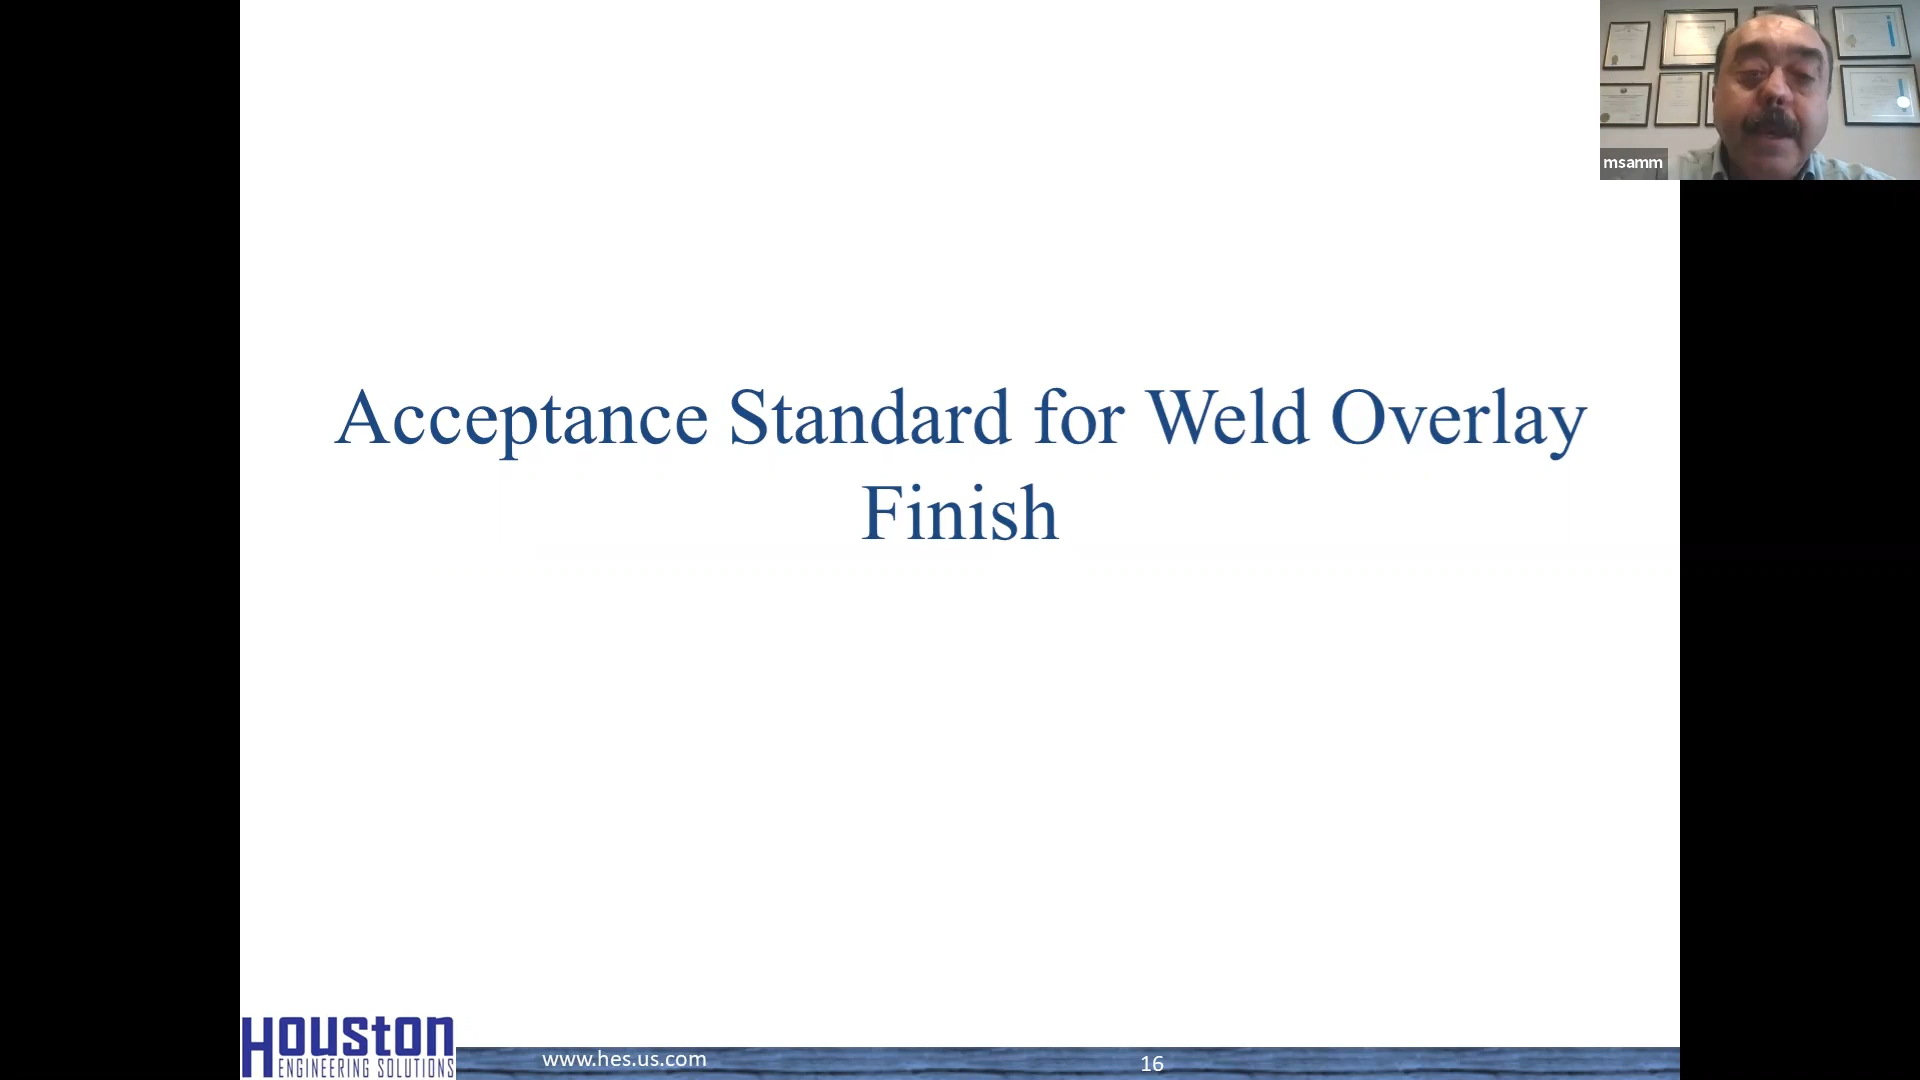 msamm
Acceptance Standard for Weld Overlay
Finish
Houston
ENGINEERING SOLUTIONS
www.hes.us.com
16